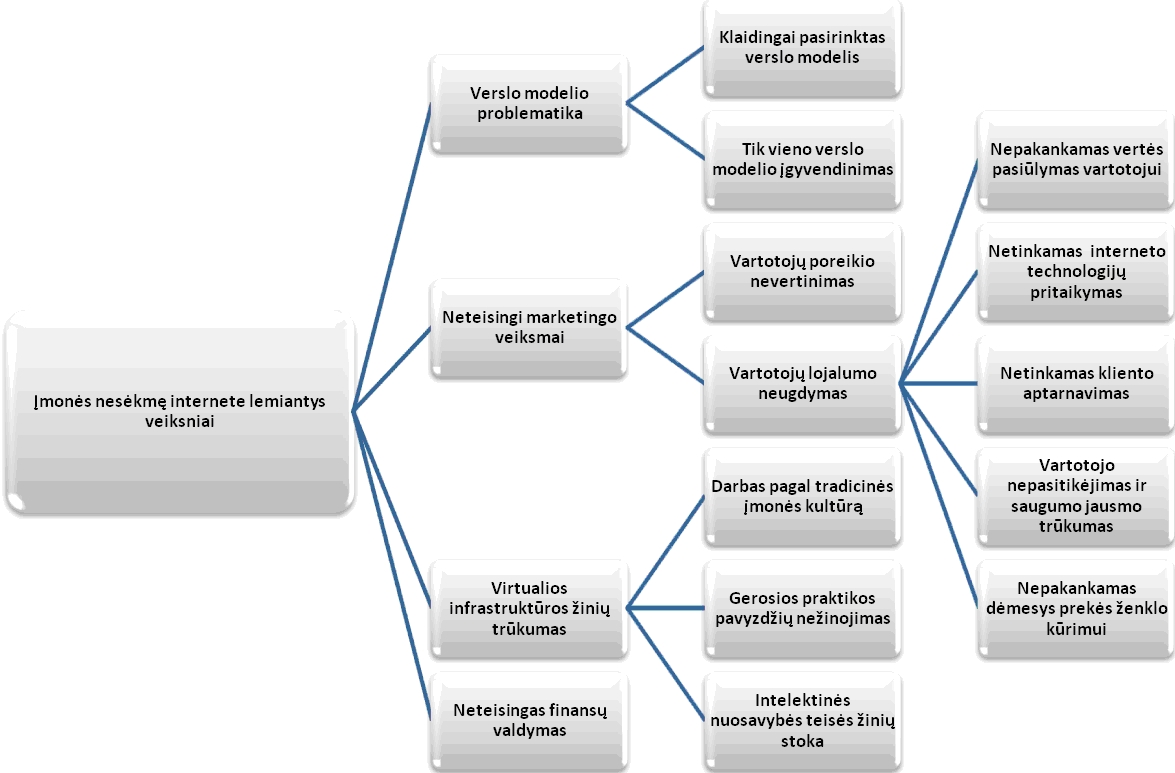 Įmonės nesėkmę internete lemiantys
veiksniai
Verslo modelio
problematika
Klaidingai pasirinktas
verslo modelis
Tik vieno verslo
modelio įgyvendinimas
Neteisingi marketingo
veiksmai
Vartotojų poreikio
nevertinimas
Vartotojų lojalumo
neugdymas
Nepakankamas vertės
pasiūlymas vartotojui
Netinkamas interneto
technologijų
pritaikymas
Netinkamas kliento
aptarnavimas
Vartotojo
nepasitikėjimas ir
saugumo jausmo
trūkumas
Nepakankamas
dėmesys prekės ženklo
kūrimui
Virtualios
infrastruktūros žinių
trūkumas
Darbas pagal tradicinės
įmonės kultūrą
Gerosios praktikos
pavyzdžių nežinojimas
Intelektinės
nuosavybės teisės žinių
stoka
Neteisingas finansų
valdymas